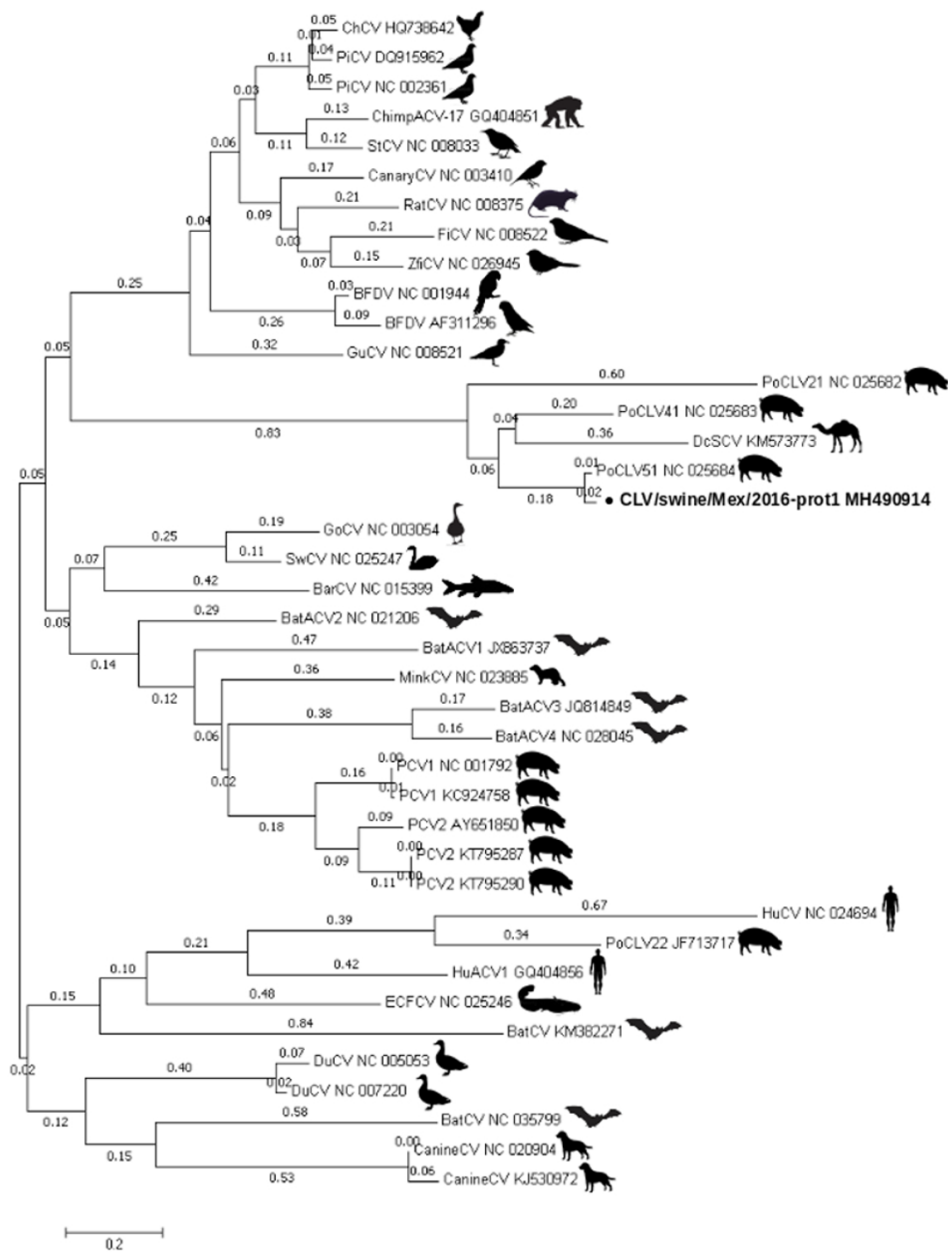 0.05
ChCV HQ738642
0.01
0.04
PiCV DQ915962
0.11
0.05
PiCV NC 002361
0.03
0.13
ChimpACV-17 GQ404851
0.11
0.12
StCV NC 008033
0.06
0.17
CanaryCV NC 003410
0.09
0.21
RatCV NC 008375
0.03
0.21
FiCV NC 008522
0.07
0.15
ZfiCV NC 026945
0.04
0.03
BFDV NC 001944
0.26
0.09
BFDV AF311296
0.25
0.32
GuCV NC 008521
0.05
0.60
PoCLV21 NC 025682
0.83
0.20
PoCLV41 NC 025683
0.04
0.36
DcSCV KM573773
0.06
0.01
PoCLV51 NC 025684
0.18
0.02
• CLV/swine/Mex/2016-prot1 MH490914
0.05
0.19
GoCV NC 003054
0.25
0.11
SwCV NC 025247
0.07
0.42
BarCV NC 015399
0.05
0.29
BatACV2 NC 021206
0.14
0.47
BatACV1 JX863737
0.12
0.36
MinkCV NC 023885
0.06
0.17
BatACV3 JQ814849
0.38
0.16
BatACV4 NC 028045
0.02
0.00
PCV1 NC 001792
0.16
0.01
PCV1 KC924758
0.18
0.09
PCV2 AY651850
0.09
0.00
PCV2 KT795287
0.11
0.00
PCV2 KT795290
0.67
HuCV NC 024694
0.39
0.34
PoCLV22 JF713717
0.21
0.42
HuACV1 GQ404856
0.10
0.48
ECFCV NC 025246
0.15
0.84
BatCV KM382271
0.02
0.07
DuCV NC 005053
0.40
0.02
DuCV NC 007220
0.12
0.58
BatCV NC 035799
0.15
0.00
CanineCV NC 020904
0.53
0.06
CanineCV KJ530972
0.2